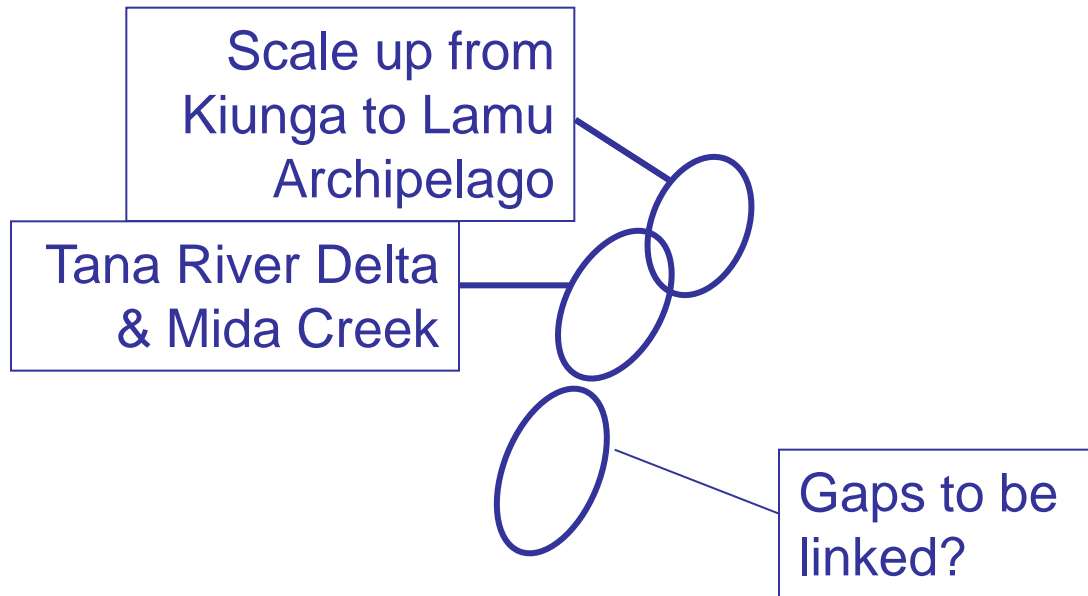 Scale up from
Kiunga to Lamu
Archipelago
Tana River Delta
& Mida Creek
Gaps to be
linked?